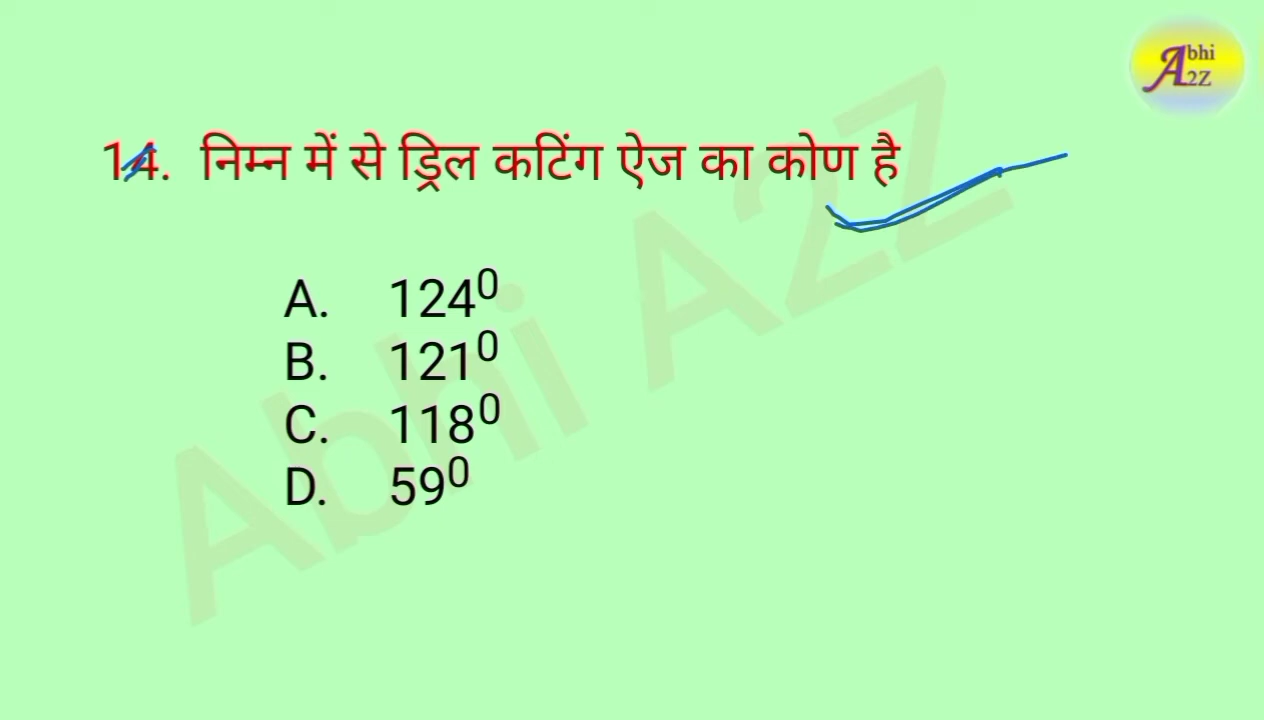 Abhi
A2Z
14. निम्न में से ड्रिल कटिंग ऐज का कोण है
A. 124⁰
B. 121⁰
C. 118⁰
D. 59⁰
Abhi A2Z